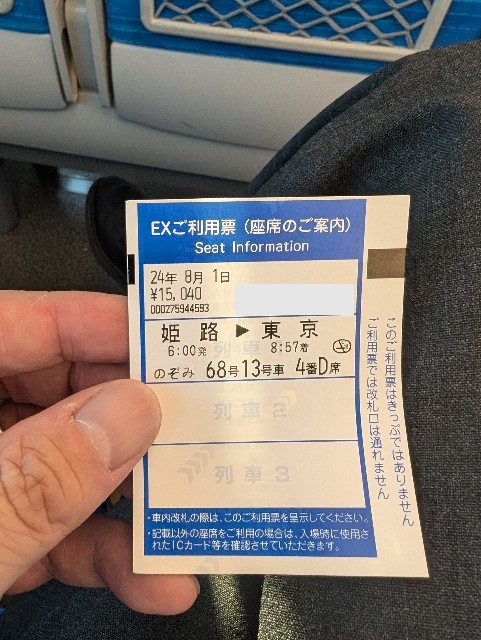 EXご利用票（座席のご案内）
Seat Information
24年 8月 1日
¥15,040
000275944593
姫路 ▶ 東京
6:00発 8:57着
のぞみ 68号13号車 4番D席
列車2
列車3
・車内改札の際は、このご利用票を呈示してください。
・記載以外の座席をご利用の場合は、入場時に使用さ
れたICカード等を確認させていただきます。
このご利用票はきっぷではありません
ご利用票では改札口は通れません